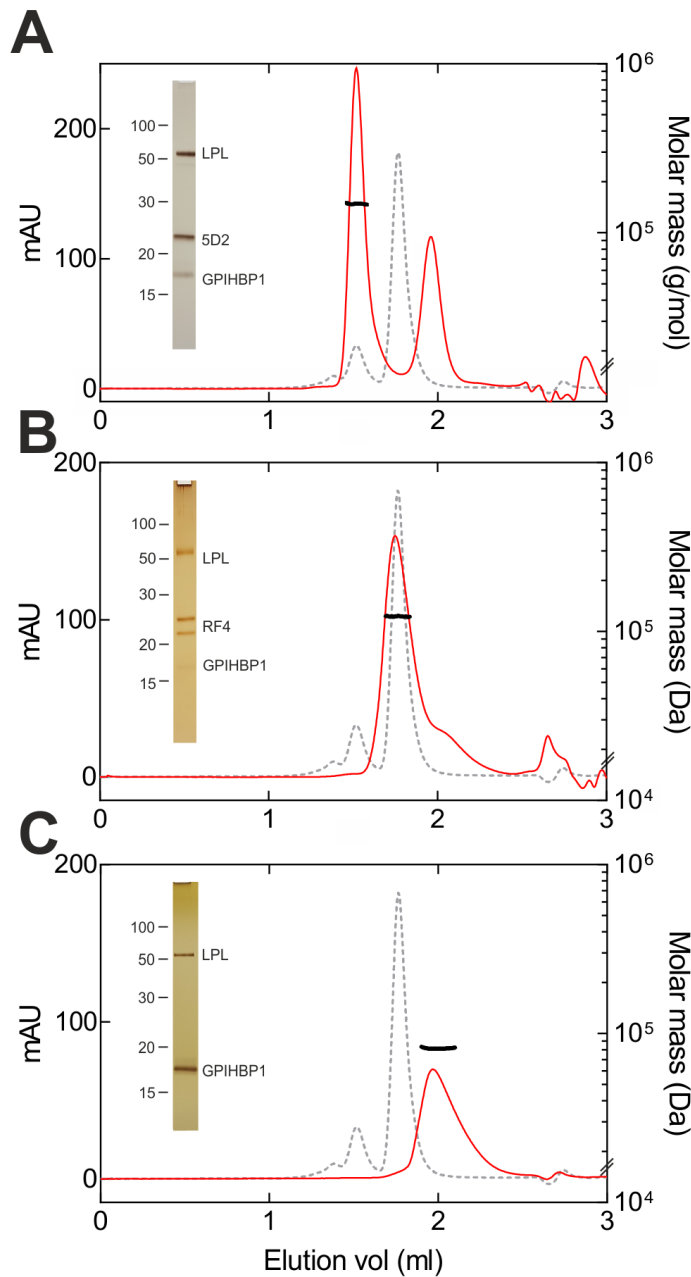 A
mAU
200
100
0
100
50
30
20
15
LPL
5D2
GPIHBP1
10⁶
10⁵
Molar mass (g/mol)
0
1
2
3
B
mAU
200
100
0
100
50
30
20
15
LPL
RF4
GPIHBP1
10⁶
10⁵
10⁴
Molar mass (Da)
0
1
2
3
C
mAU
200
100
0
100
50
30
20
15
LPL
GPIHBP1
10⁶
10⁵
10⁴
Molar mass (Da)
0
1
2
3
Elution vol (ml)